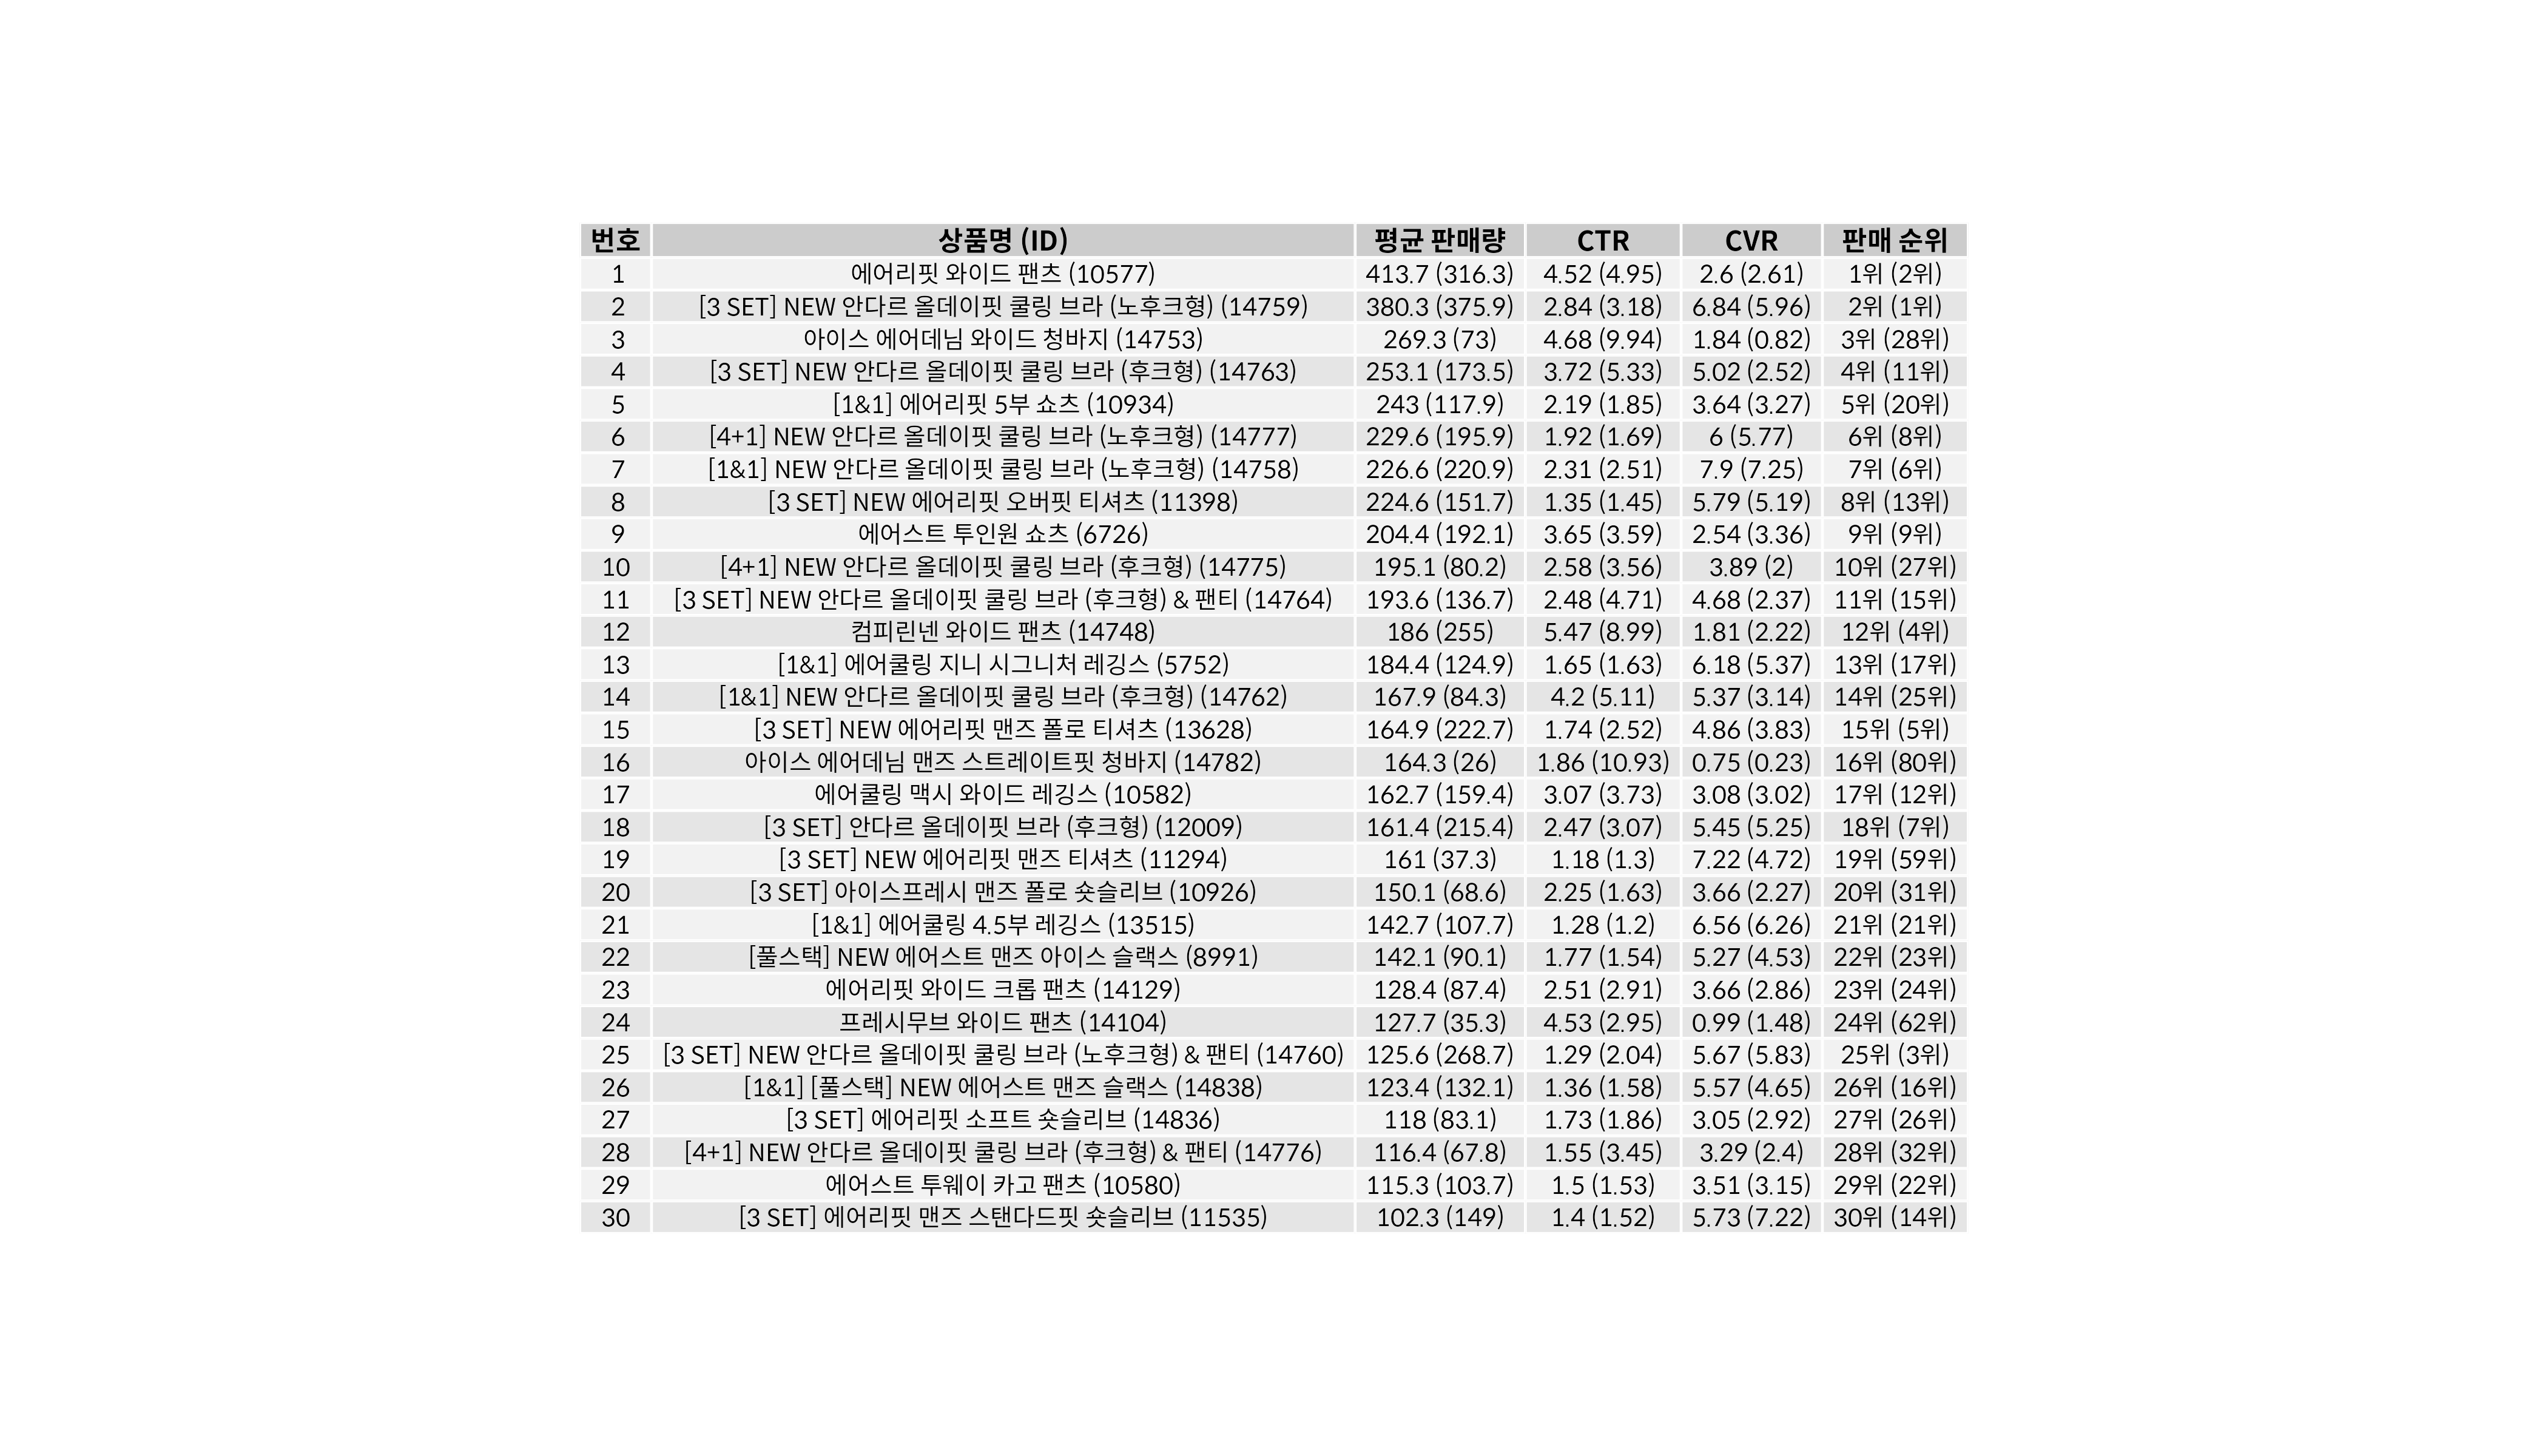 번호 상품명 (ID) 평균 판매량 CTR CVR 판매 순위
1 에어리핏 와이드 팬츠 (10577) 413.7 (316.3) 4.52 (4.95) 2.6 (2.61) 1위 (2위)
2 [3 SET] NEW 안다르 올데이핏 쿨링 브라 (노후크형) (14759) 380.3 (375.9) 2.84 (3.18) 6.84 (5.96) 2위 (1위)
3 아이스 에어데님 와이드 청바지 (14753) 269.3 (73) 4.68 (9.94) 1.84 (0.82) 3위 (28위)
4 [3 SET] NEW 안다르 올데이핏 쿨링 브라 (후크형) (14763) 253.1 (173.5) 3.72 (5.33) 5.02 (2.52) 4위 (11위)
5 [1&1] 에어리핏 5부 쇼츠 (10934) 243 (117.9) 2.19 (1.85) 3.64 (3.27) 5위 (20위)
6 [4+1] NEW 안다르 올데이핏 쿨링 브라 (노후크형) (14777) 229.6 (195.9) 1.92 (1.69) 6 (5.77) 6위 (8위)
7 [1&1] NEW 안다르 올데이핏 쿨링 브라 (노후크형) (14758) 226.6 (220.9) 2.31 (2.51) 7.9 (7.25) 7위 (6위)
8 [3 SET] NEW 에어리핏 오버핏 티셔츠 (11398) 224.6 (151.7) 1.35 (1.45) 5.79 (5.19) 8위 (13위)
9 에어스트 투인원 쇼츠 (6726) 204.4 (192.1) 3.65 (3.59) 2.54 (3.36) 9위 (9위)
10 [4+1] NEW 안다르 올데이핏 쿨링 브라 (후크형) (14775) 195.1 (80.2) 2.58 (3.56) 3.89 (2) 10위 (27위)
11 [3 SET] NEW 안다르 올데이핏 쿨링 브라 (후크형) & 팬티 (14764) 193.6 (136.7) 2.48 (4.71) 4.68 (2.37) 11위 (15위)
12 컴피린넨 와이드 팬츠 (14748) 186 (255) 5.47 (8.99) 1.81 (2.22) 12위 (4위)
13 [1&1] 에어쿨링 지니 시그니처 레깅스 (5752) 184.4 (124.9) 1.65 (1.63) 6.18 (5.37) 13위 (17위)
14 [1&1] NEW 안다르 올데이핏 쿨링 브라 (후크형) (14762) 167.9 (84.3) 4.2 (5.11) 5.37 (3.14) 14위 (25위)
15 [3 SET] NEW 에어리핏 맨즈 폴로 티셔츠 (13628) 164.9 (222.7) 1.74 (2.52) 4.86 (3.83) 15위 (5위)
16 아이스 에어데님 맨즈 스트레이트핏 청바지 (14782) 164.3 (26) 1.86 (10.93) 0.75 (0.23) 16위 (80위)
17 에어쿨링 맥시 와이드 레깅스 (10582) 162.7 (159.4) 3.07 (3.73) 3.08 (3.02) 17위 (12위)
18 [3 SET] 안다르 올데이핏 브라 (후크형) (12009) 161.4 (215.4) 2.47 (3.07) 5.45 (5.25) 18위 (7위)
19 [3 SET] NEW 에어리핏 맨즈 티셔츠 (11294) 161 (37.3) 1.18 (1.3) 7.22 (4.72) 19위 (59위)
20 [3 SET] 아이스프레시 맨즈 폴로 숏슬리브 (10926) 150.1 (68.6) 2.25 (1.63) 3.66 (2.27) 20위 (31위)
21 [1&1] 에어쿨링 4.5부 레깅스 (13515) 142.7 (107.7) 1.28 (1.2) 6.56 (6.26) 21위 (21위)
22 [풀스택] NEW 에어스트 맨즈 아이스 슬랙스 (8991) 142.1 (90.1) 1.77 (1.54) 5.27 (4.53) 22위 (23위)
23 에어리핏 와이드 크롭 팬츠 (14129) 128.4 (87.4) 2.51 (2.91) 3.66 (2.86) 23위 (24위)
24 프레시무브 와이드 팬츠 (14104) 127.7 (35.3) 4.53 (2.95) 0.99 (1.48) 24위 (62위)
25 [3 SET] NEW 안다르 올데이핏 쿨링 브라 (노후크형) & 팬티 (14760) 125.6 (268.7) 1.29 (2.04) 5.67 (5.83) 25위 (3위)
26 [1&1] [풀스택] NEW 에어스트 맨즈 슬랙스 (14838) 123.4 (132.1) 1.36 (1.58) 5.57 (4.65) 26위 (16위)
27 [3 SET] 에어리핏 소프트 숏슬리브 (14836) 118 (83.1) 1.73 (1.86) 3.05 (2.92) 27위 (26위)
28 [4+1] NEW 안다르 올데이핏 쿨링 브라 (후크형) & 팬티 (14776) 116.4 (67.8) 1.55 (3.45) 3.29 (2.4) 28위 (32위)
29 에어스트 투웨이 카고 팬츠 (10580) 115.3 (103.7) 1.5 (1.53) 3.51 (3.15) 29위 (22위)
30 [3 SET] 에어리핏 맨즈 스탠다드핏 숏슬리브 (11535) 102.3 (149) 1.4 (1.52) 5.73 (7.22) 30위 (14위)